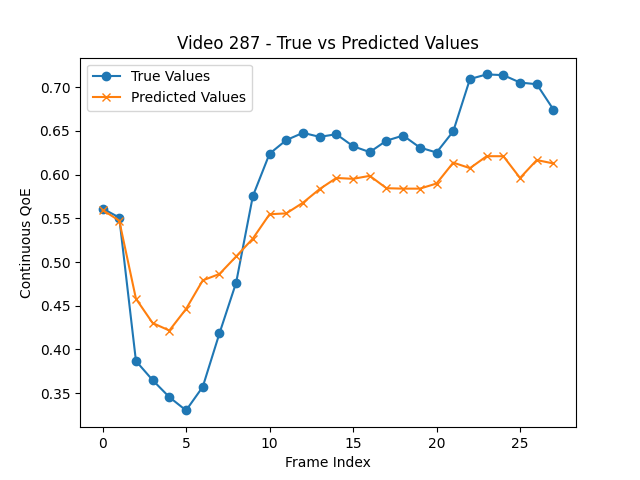 Video 287 - True vs Predicted Values
True Values
Predicted Values
0.70
0.65
0.60
0.55
0.50
0.45
0.40
0.35
Continuous QoE
0 5 10 15 20 25
Frame Index